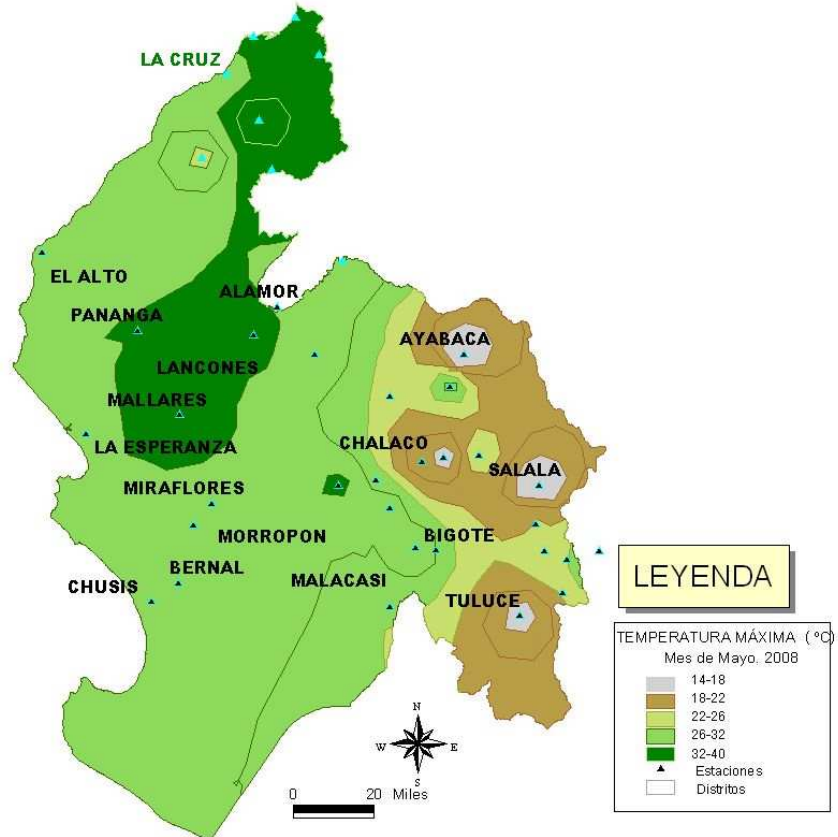 LA CRUZ
EL ALTO
ALAMOR
PANANGA
AYABACA
LANCONES
MALLARES
CHALACO
LA ESPERANZA
SALALA
MIRAFLORES
MORROPON
BIGOTE
BERNAL
MALACASI
CHUSIS
TULUCE
LEYENDA
TEMPERATURA MÁXIMA ( ºC)
Mes de Mayo. 2008
14-18
18-22
22-26
26-32
32-40
Estaciones
Distritos
N
W E
S
0 20 Miles